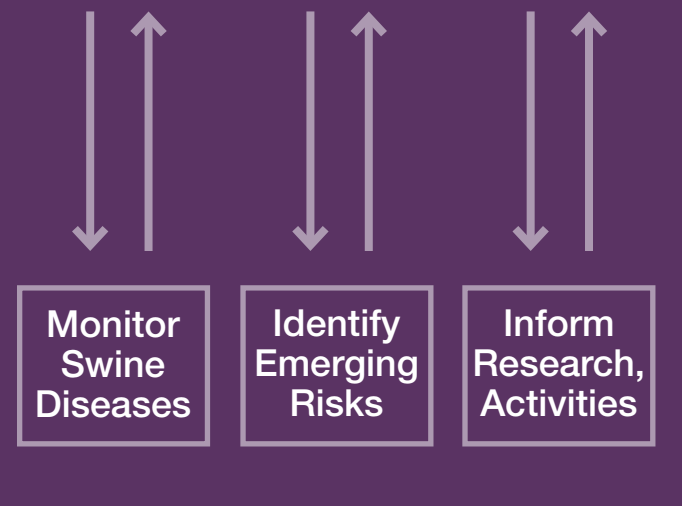 Monitor
Swine
Diseases
Identify
Emerging
Risks
Inform
Research,
Activities